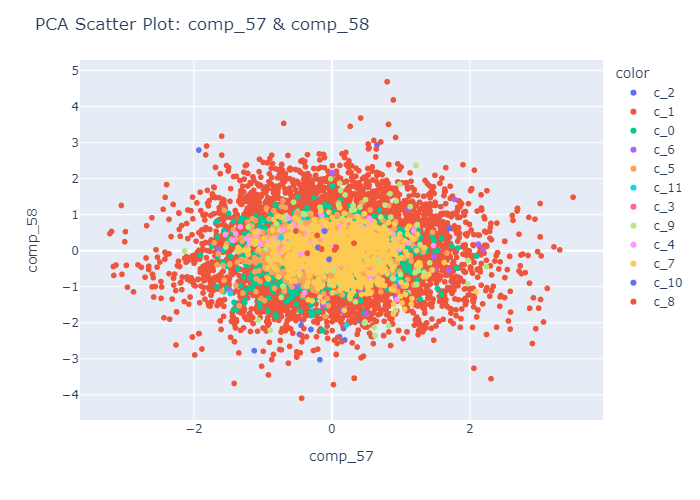 PCA Scatter Plot: comp_57 & comp_58
color
c_2
c_1
c_0
c_6
c_5
c_11
c_3
c_9
c_4
c_7
c_10
c_8
5
4
3
2
1
0
−1
−2
−3
−4
comp_58
−2
0
2
comp_57